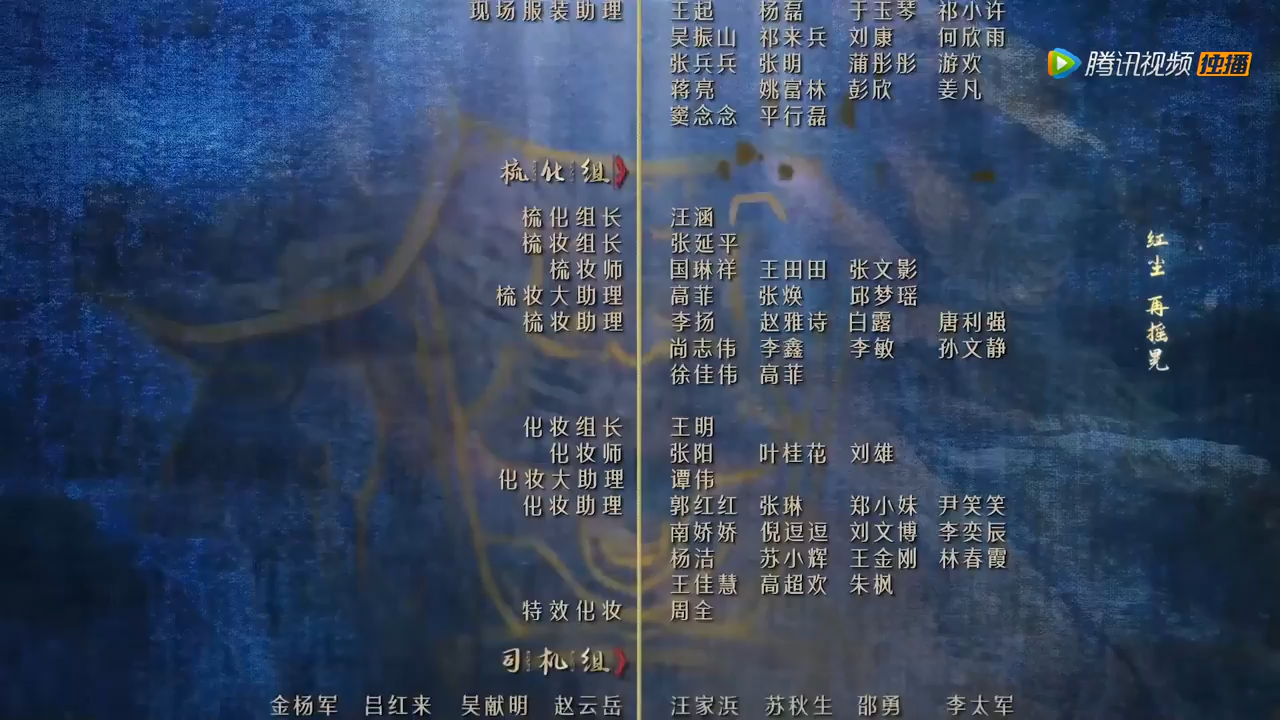 现场服装助理 王起 杨磊 于玉琴 祁小许
吴振山 祁来兵 刘康 何欣雨
张兵兵 张明 蒲彤彤 游欢
蒋亮 姚富林 彭欣 姜凡
窦念念 平行磊
腾讯视频 独播
梳化组
梳化组长 汪涵
梳妆组长 张延平
梳妆师 国琳祥 王田田 张文影
梳妆大助理 高菲 张焕 邱梦瑶
梳妆助理 李扬 赵雅诗 白露 唐利强
尚志伟 李鑫 李敏 孙文静
徐佳伟 高菲
化妆组长 王明
化妆师 张阳 叶桂花 刘雄
化妆大助理 谭伟
化妆助理 郭红红 张琳 郑小妹 尹笑笑
南娇娇 倪逗逗 刘文博 李奕辰
杨洁 苏小辉 王金刚 林春霞
王佳慧 高超欢 朱枫
特效化妆 周全
司机组
金杨军 吕红来 吴献明 赵云岳 汪家浜 苏秋生 邵勇 李太军
红尘 再摇晃